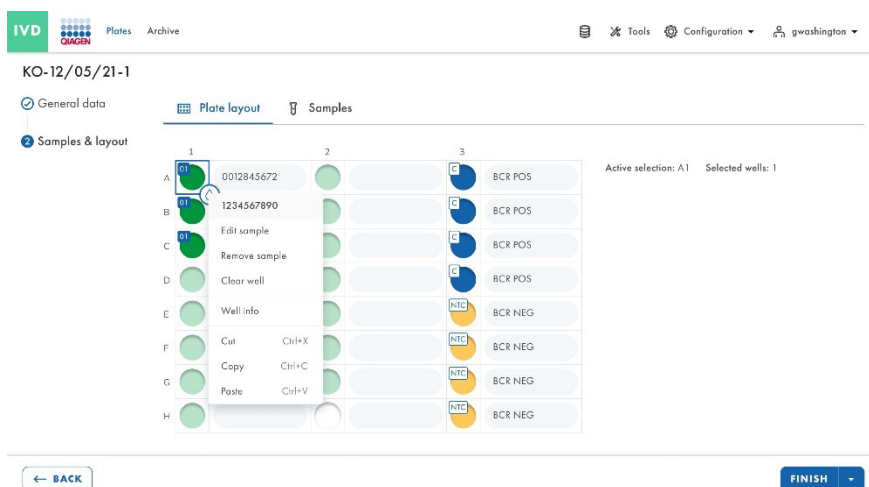 IVD QIAGEN Plates Archive Tools Configuration gwashington
KO-12/05/21-1
General data Plate layout Samples
2 Samples & layout
1 2 3
A 01 0012845672 C BCR POS Active selection: A1 Selected wells: 1
B 01 C BCR POS
1234567890
C 01 C BCR POS
Edit sample
Remove sample
D C BCR POS
Clear well
E NTC BCR NEG
Well info
F NTC BCR NEG
Cut Ctrl+X
Copy Ctrl+C
G NTC BCR NEG
Paste Ctrl+V
H NTC BCR NEG
← BACK FINISH